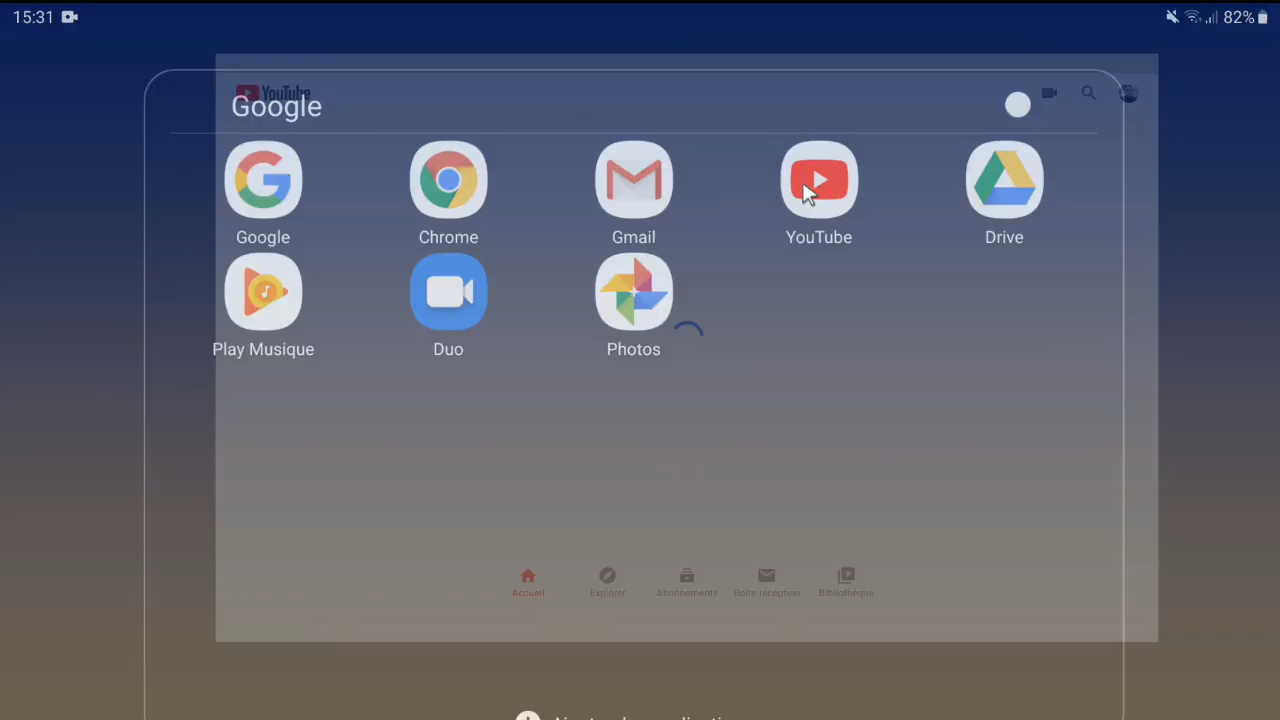 15:31
82%
YouTube
Google
Google Chrome Gmail YouTube Drive
Play Musique Duo Photos
Accueil Explorer Abonnements Boîte réception Bibliothèque